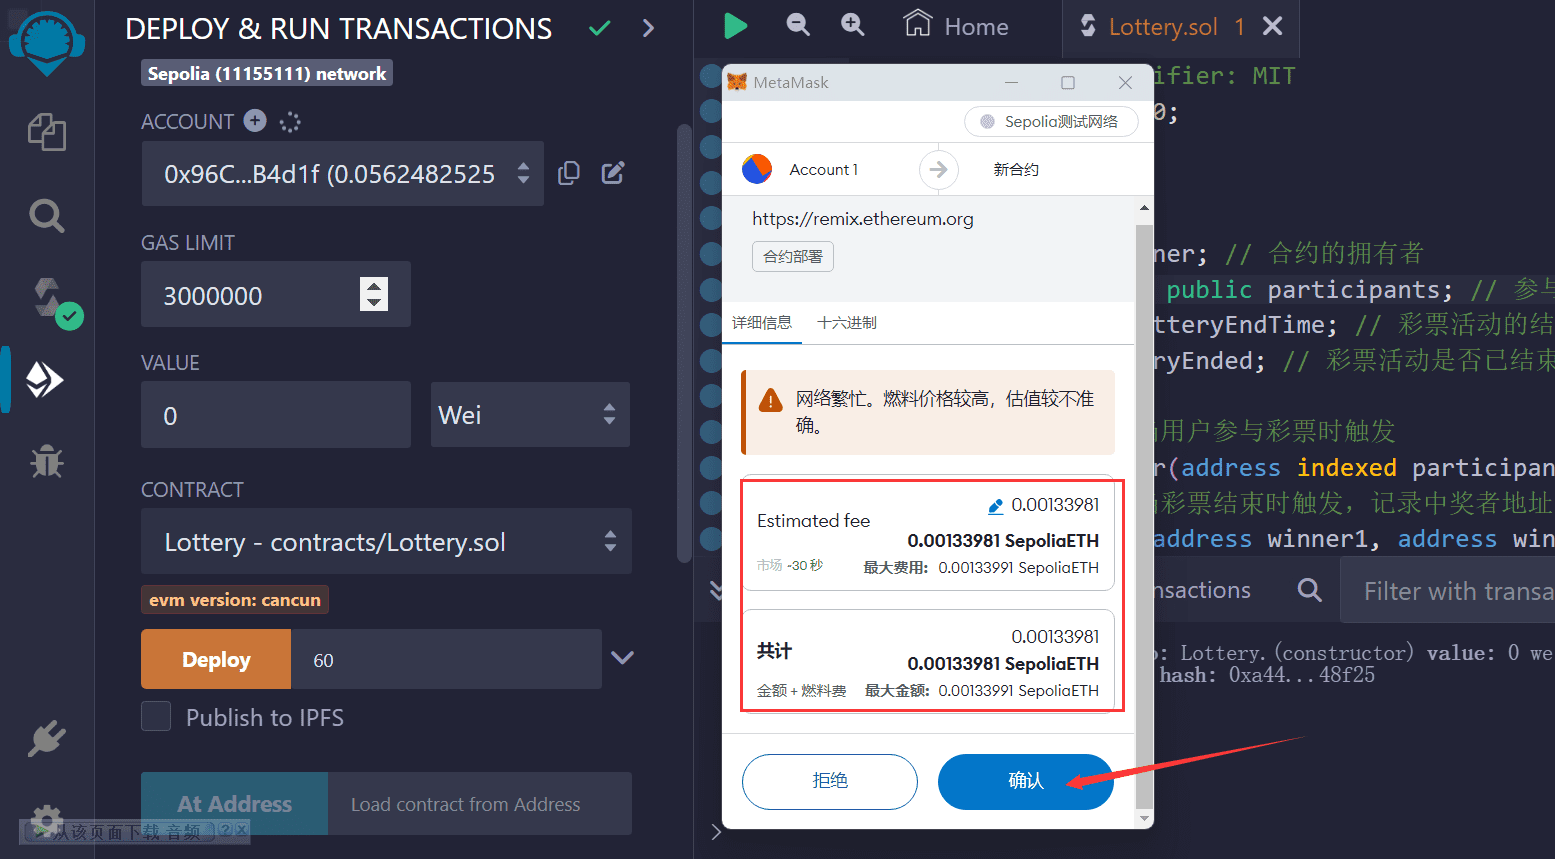 DEPLOY & RUN TRANSACTIONS
Sepolia (11155111) network
ACCOUNT
0x96C...B4d1f (0.0562482525
GAS LIMIT
3000000
VALUE
0
Wei
CONTRACT
Lottery - contracts/Lottery.sol
evm version: cancun
Deploy
60
Publish to IPFS
At Address
Load contract from Address
从该页面下载 音频
Home
Lottery.sol 1
ifier: MIT
0;
ner; // 合约的拥有者
public participants; // 参与
tteryEndTime; // 彩票活动的结
ryEnded; // 彩票活动是否已结束
用户参与彩票时触发
r(address indexed participan
彩票结束时触发，记录中奖者地址
address winner1, address win
nsactions
Filter with transa
: Lottery.(constructor) value: 0 we
hash: 0xa44...48f25
MetaMask
Sepolia测试网络
Account 1
新合约
https://remix.ethereum.org
合约部署
详细信息
十六进制
网络繁忙。燃料价格较高，估值较不准
确。
Estimated fee
0.00133981
0.00133981 SepoliaETH
市场 ~30 秒
最大费用: 0.00133991 SepoliaETH
共计
0.00133981
0.00133981 SepoliaETH
金额 + 燃料费
最大金额: 0.00133991 SepoliaETH
拒绝
确认